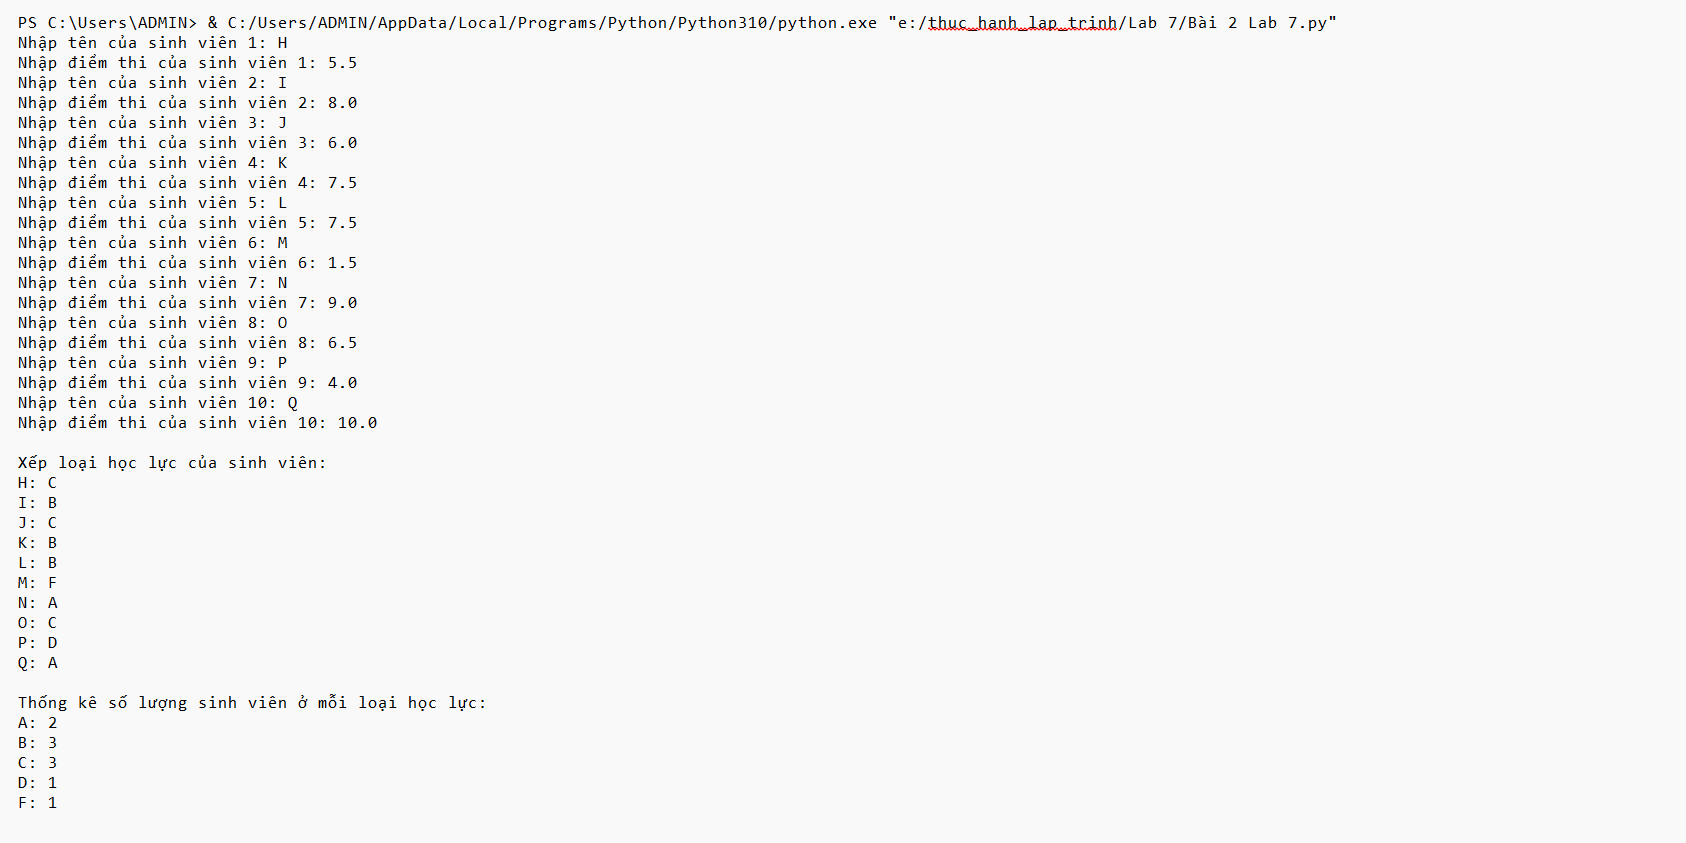 PS C:\Users\ADMIN> & C:/Users/ADMIN/AppData/Local/Programs/Python/Python310/python.exe "e:/thuc_hanh_lap_trinh/Lab 7/Bài 2 Lab 7.py"
Nhập tên của sinh viên 1: H
Nhập điểm thi của sinh viên 1: 5.5
Nhập tên của sinh viên 2: I
Nhập điểm thi của sinh viên 2: 8.0
Nhập tên của sinh viên 3: J
Nhập điểm thi của sinh viên 3: 6.0
Nhập tên của sinh viên 4: K
Nhập điểm thi của sinh viên 4: 7.5
Nhập tên của sinh viên 5: L
Nhập điểm thi của sinh viên 5: 7.5
Nhập tên của sinh viên 6: M
Nhập điểm thi của sinh viên 6: 1.5
Nhập tên của sinh viên 7: N
Nhập điểm thi của sinh viên 7: 9.0
Nhập tên của sinh viên 8: O
Nhập điểm thi của sinh viên 8: 6.5
Nhập tên của sinh viên 9: P
Nhập điểm thi của sinh viên 9: 4.0
Nhập tên của sinh viên 10: Q
Nhập điểm thi của sinh viên 10: 10.0
Xếp loại học lực của sinh viên:
H: C
I: B
J: C
K: B
L: B
M: F
N: A
O: C
P: D
Q: A
Thống kê số lượng sinh viên ở mỗi loại học lực:
A: 2
B: 3
C: 3
D: 1
F: 1